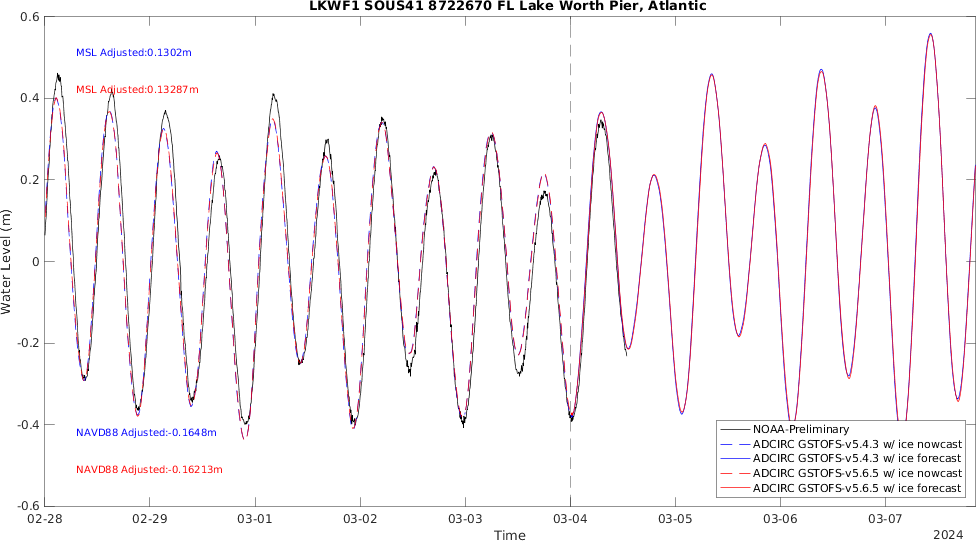 LKWF1 SOUS41 8722670 FL Lake Worth Pier, Atlantic
0.6
0.4
0.2
0
-0.2
-0.4
-0.6
Water Level (m)
MSL Adjusted:0.1302m
MSL Adjusted:0.13287m
NAVD88 Adjusted:-0.1648m
NAVD88 Adjusted:-0.16213m
NOAA-Preliminary
ADCIRC GSTOFS-v5.4.3 w/ ice nowcast
ADCIRC GSTOFS-v5.4.3 w/ ice forecast
ADCIRC GSTOFS-v5.6.5 w/ ice nowcast
ADCIRC GSTOFS-v5.6.5 w/ ice forecast
02-28 02-29 03-01 03-02 03-03 03-04 03-05 03-06 03-07
Time
2024